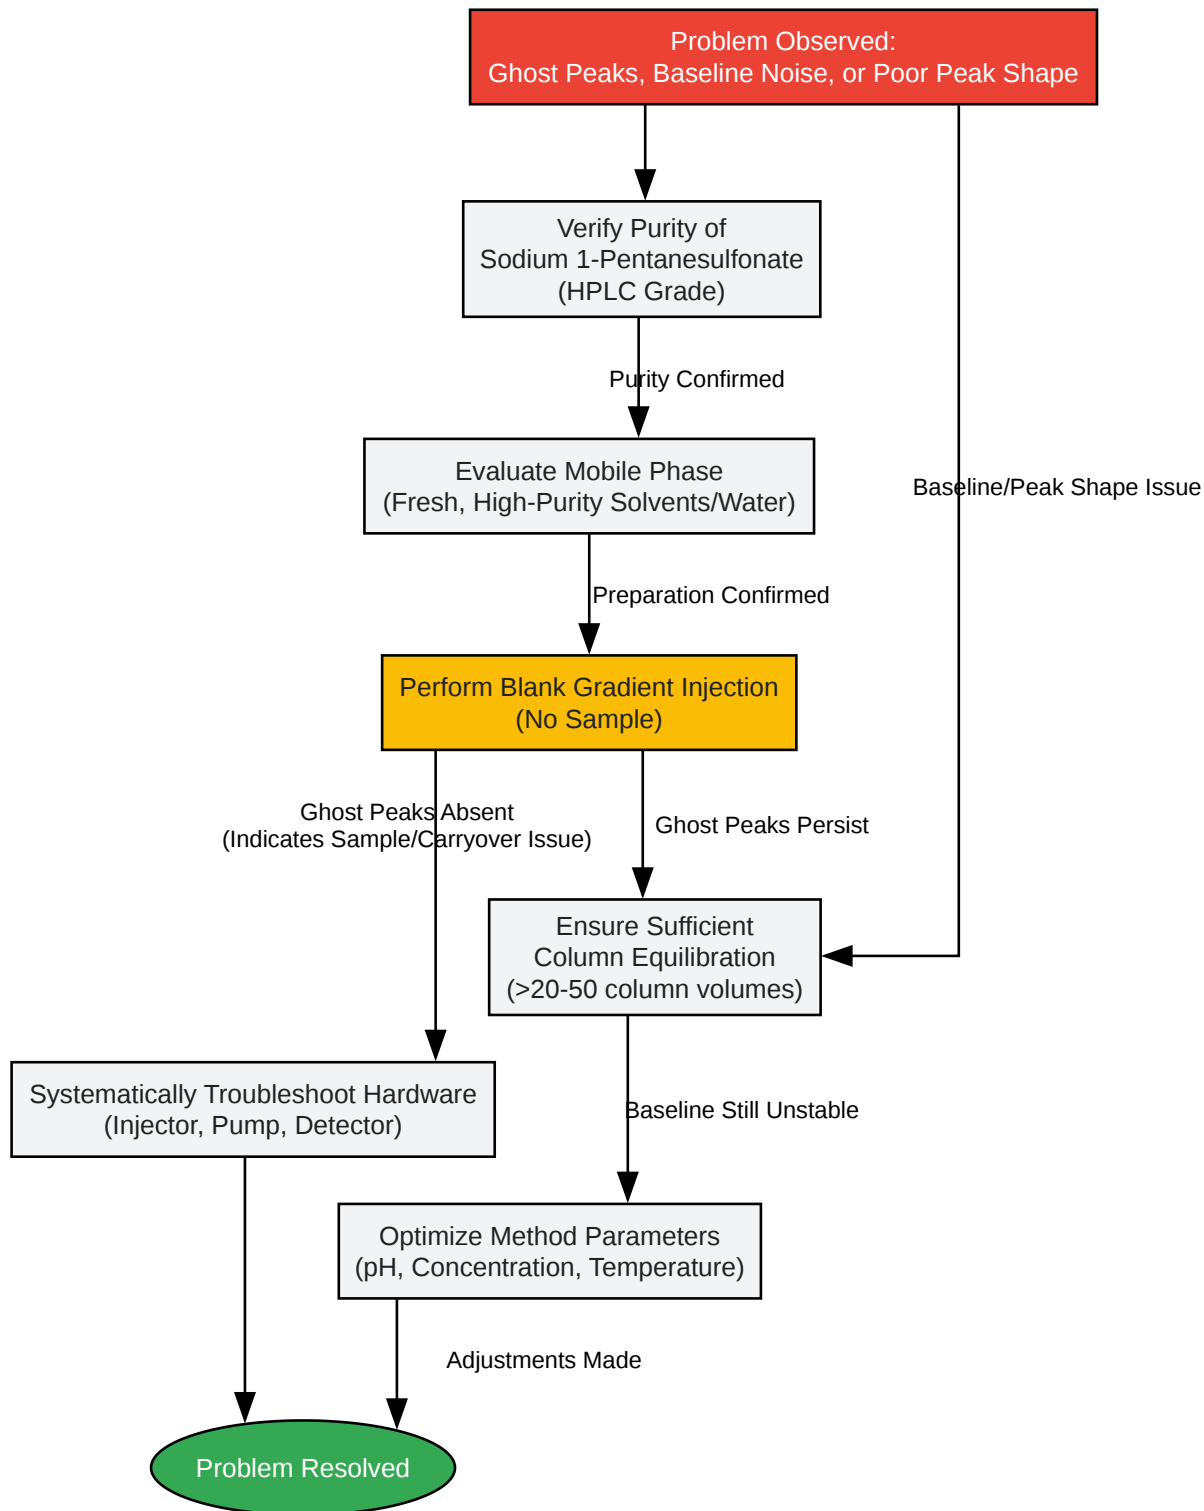 Problem Observed:
Ghost Peaks, Baseline Noise, or Poor Peak Shape
Verify Purity of
Sodium 1-Pentanesulfonate
(HPLC Grade)
Purity Confirmed
Evaluate Mobile Phase
(Fresh, High-Purity Solvents/Water)
Baseline/Peak Shape Issue
Preparation Confirmed
Perform Blank Gradient Injection
(No Sample)
Ghost Peaks Absent
(Indicates Sample/Carryover Issue)
Ghost Peaks Persist
Ensure Sufficient
Column Equilibration
(>20-50 column volumes)
Systematically Troubleshoot Hardware
(Injector, Pump, Detector)
Baseline Still Unstable
Optimize Method Parameters
(pH, Concentration, Temperature)
Adjustments Made
Problem Resolved